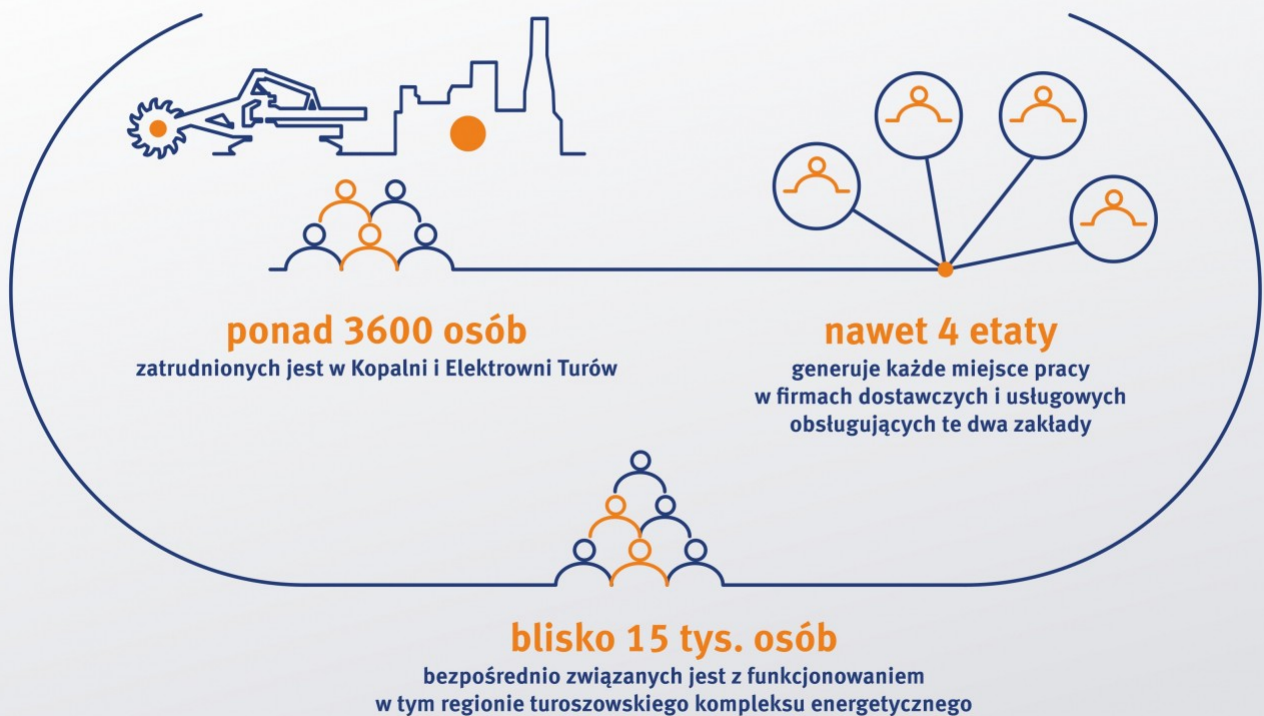 ponad 3600 osób
zatrudnionych jest w Kopalni i Elektrowni Turów
nawet 4 etaty
generuje każde miejsce pracy
w firmach dostawczych i usługowych
obsługujących te dwa zakłady
blisko 15 tys. osób
bezpośrednio związanych jest z funkcjonowaniem
w tym regionie turoszowskiego kompleksu energetycznego